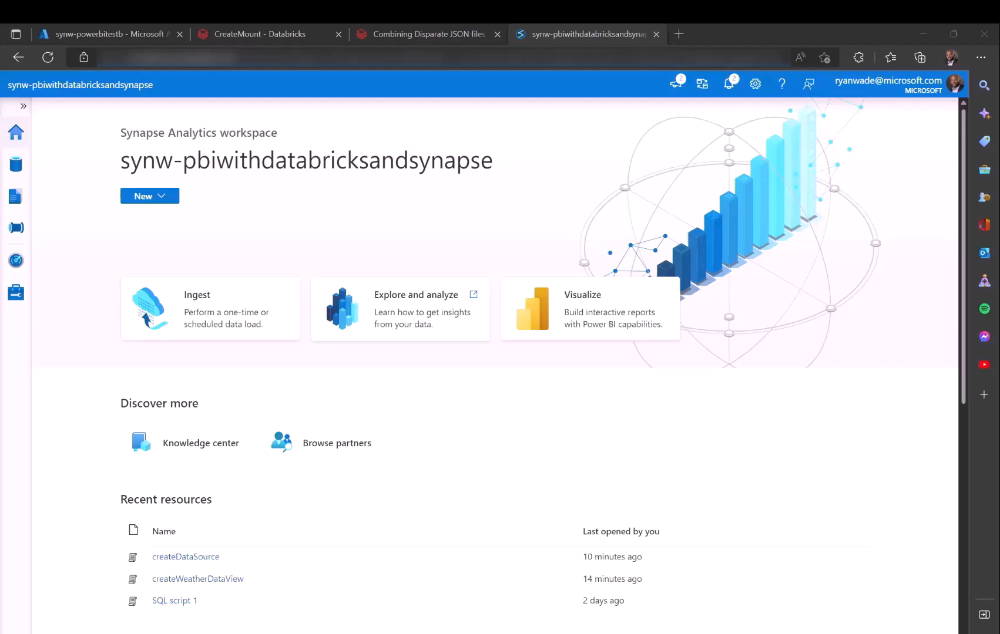 synw-powerbitestb - Microsoft A
CreateMount - Databricks
Combining Disparate JSON files
synw-pbiwithdatabricksandsynap
synw-pbiwithdatabricksandsynapse
2
2
ryanwade@microsoft.com
MICROSOFT
Synapse Analytics workspace
synw-pbiwithdatabricksandsynapse
New
Ingest
Perform a one-time or
scheduled data load.
Explore and analyze
Learn how to get insights
from your data.
Visualize
Build interactive reports
with Power BI capabilities.
Discover more
Knowledge center
Browse partners
Recent resources
Name
Last opened by you
createDataSource
10 minutes ago
createWeatherDataView
14 minutes ago
SQL script 1
2 days ago